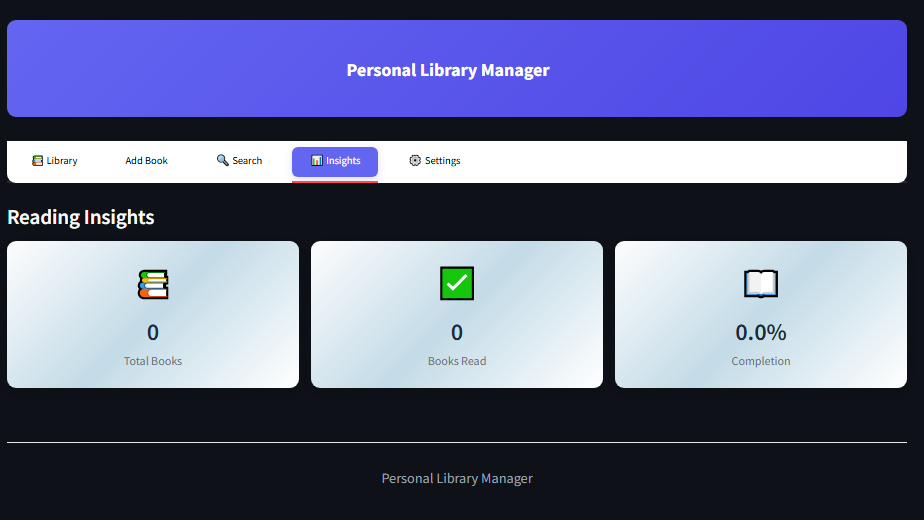 Personal Library Manager
📚 Library
Add Book
🔍 Search
📊 Insights
⚙️ Settings
Reading Insights
0
Total Books
0
Books Read
0.0%
Completion
Personal Library Manager